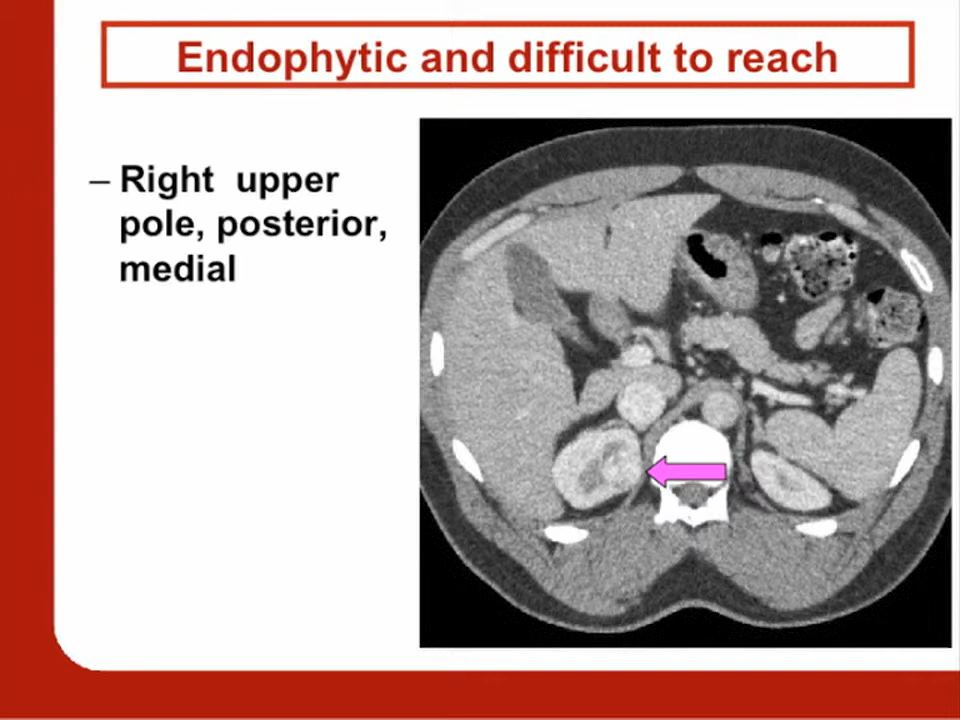 Endophytic and difficult to reach
– Right upper
pole, posterior,
medial